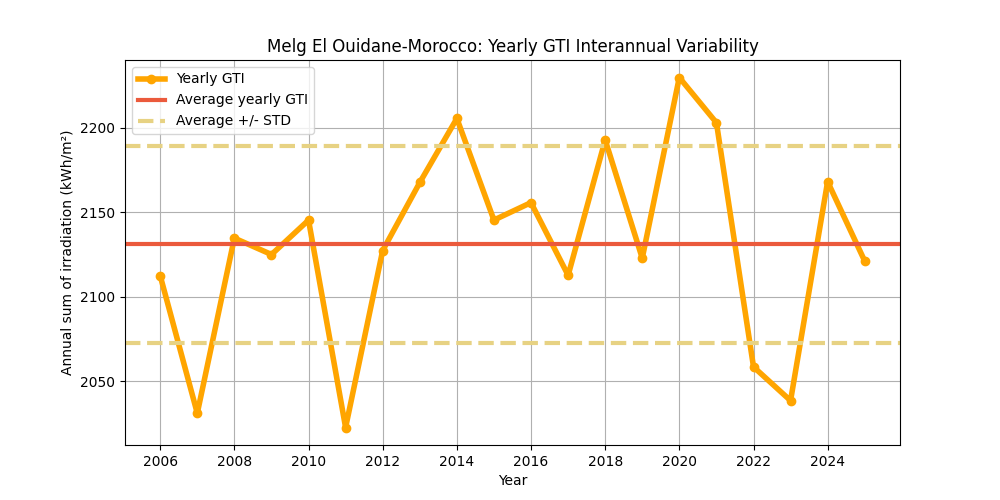 Melg El Ouidane-Morocco: Yearly GTI Interannual Variability
Yearly GTI
Average yearly GTI
Average +/- STD
Annual sum of irradiation (kWh/m²)
2200
2150
2100
2050
2006 2008 2010 2012 2014 2016 2018 2020 2022 2024
Year